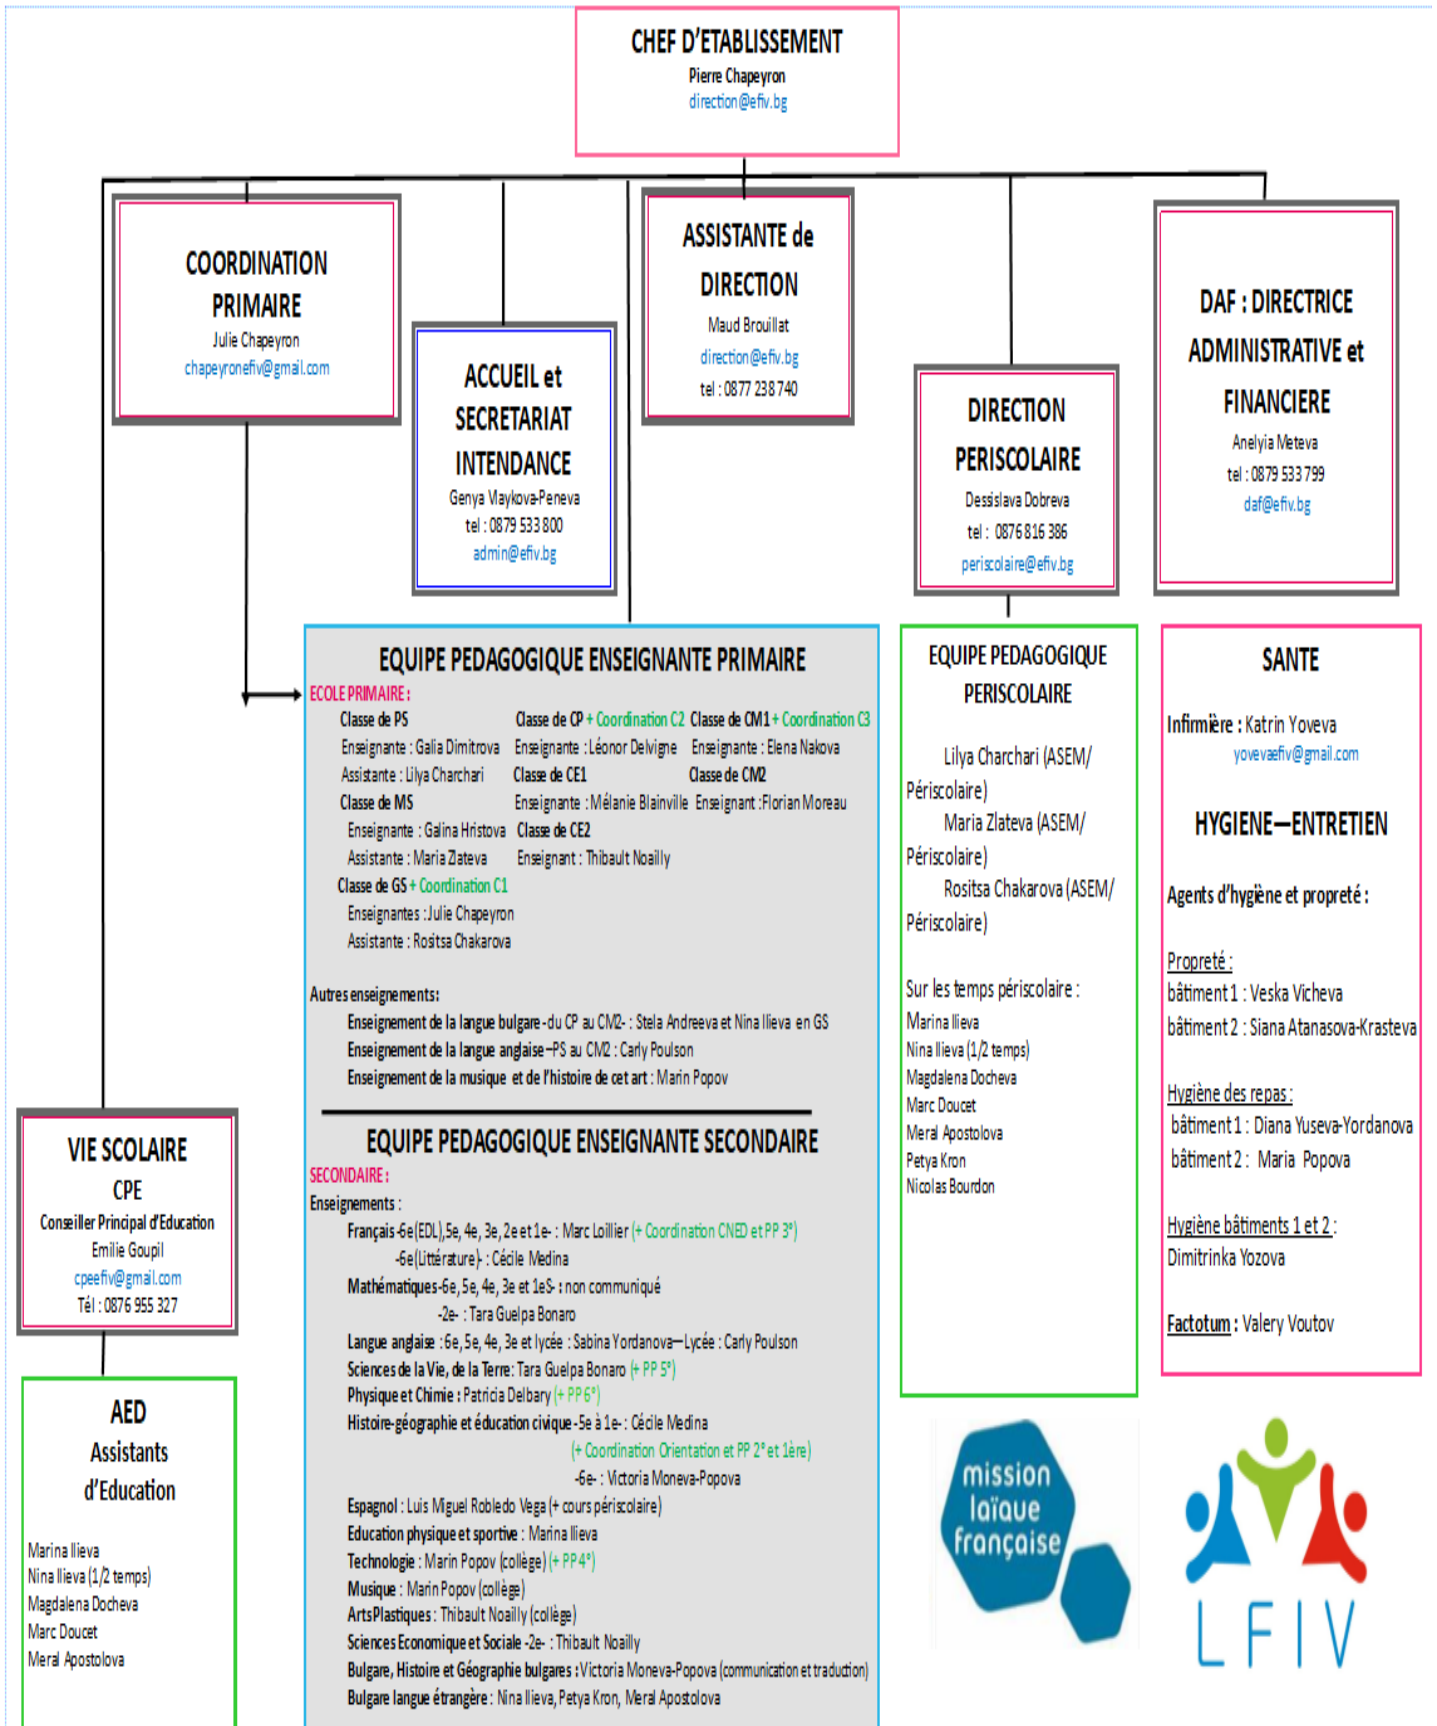 CHEF D'ETABLISSEMENT
Pierre Chapeyron
direction@efiv.bg
COORDINATION
PRIMAIRE
Julie Chapeyron
chapeyronefiv@gmail.com
ACCUEIL et
SECRETARIAT
INTENDANCE
Genya Vlaykova-Peneva
tel : 0879 533 800
admin@efiv.bg
ASSISTANTE de
DIRECTION
Maud Brouillat
direction@efiv.bg
tel : 0877 238 740
DIRECTION
PERISCOLAIRE
Dessislava Dobreva
tel : 0876 816 386
periscolaire@efiv.bg
DAF : DIRECTRICE
ADMINISTRATIVE et
FINANCIERE
Anelyia Meteva
tel : 0879 533 799
daf@efiv.bg
EQUIPE PEDAGOGIQUE ENSEIGNANTE PRIMAIRE
ECOLE PRIMAIRE :
Classe de PS
Enseignante : Galia Dimitrova
Assistante : Lilya Charchari
Classe de MS
Enseignante : Galina Hristova
Assistante : Maria Zlateva
Classe de GS + Coordination C1
Enseignantes : Julie Chapeyron
Assistante : Rositsa Chakarova
Classe de CP + Coordination C2
Enseignante : Léonor Delvigne
Classe de CE1
Enseignante : Mélanie Blainville
Classe de CE2
Enseignant : Thibault Noailly
Classe de CM1 + Coordination C3
Enseignante : Elena Nakova
Classe de CM2
Enseignant :Florian Moreau
Autres enseignements :
Enseignement de la langue bulgare -du CP au CM2- : Stela Andreeva et Nina Ilieva en GS
Enseignement de la langue anglaise –PS au CM2 : Carly Poulson
Enseignement de la musique et de l'histoire de cet art : Marin Popov
EQUIPE PEDAGOGIQUE ENSEIGNANTE SECONDAIRE
SECONDAIRE :
Enseignements :
Français -6e(EDL),5e, 4e, 3e, 2e et 1e- : Marc Loillier (+ Coordination CNED et PP 3°)
-6e(Littérature)- : Cécile Medina
Mathématiques -6e, 5e, 4e, 3e et 1eS- : non communiqué
-2e- : Tara Guelpa Bonaro
Langue anglaise : 6e, 5e, 4e, 3e et lycée : Sabina Yordanova—Lycée : Carly Poulson
Sciences de la Vie, de la Terre: Tara Guelpa Bonaro (+ PP 5°)
Physique et Chimie : Patricia Delbary (+ PP 6°)
Histoire-géographie et éducation civique -5e à 1e- : Cécile Medina
(+ Coordination Orientation et PP 2° et 1ère)
-6e- : Victoria Moneva-Popova
Espagnol : Luis Miguel Robledo Vega (+ cours périscolaire)
Education physique et sportive : Marina Ilieva
Technologie : Marin Popov (collège) (+ PP 4°)
Musique : Marin Popov (collège)
Arts Plastiques : Thibault Noailly (collège)
Sciences Economique et Sociale -2e- : Thibault Noailly
Bulgare, Histoire et Géographie bulgares : Victoria Moneva-Popova (communication et traduction)
Bulgare langue étrangère : Nina Ilieva, Petya Kron, Meral Apostolova
EQUIPE PEDAGOGIQUE
PERISCOLAIRE
Lilya Charchari (ASEM/
Périscolaire)
Maria Zlateva (ASEM/
Périscolaire)
Rositsa Chakarova (ASEM/
Périscolaire)
Sur les temps périscolaire :
Marina Ilieva
Nina Ilieva (1/2 temps)
Magdalena Docheva
Marc Doucet
Meral Apostolova
Petya Kron
Nicolas Bourdon
SANTE
Infirmière : Katrin Yoveva
yovevaefiv@gmail.com
HYGIENE—ENTRETIEN
Agents d'hygiène et propreté :
Propreté :
bâtiment 1 : Veska Vicheva
bâtiment 2 : Siana Atanasova-Krasteva
Hygiène des repas :
bâtiment 1 : Diana Yuseva-Yordanova
bâtiment 2 : Maria Popova
Hygiène bâtiments 1 et 2 :
Dimitrinka Yozova
Factotum : Valery Voutov
VIE SCOLAIRE
CPE
Conseiller Principal d'Education
Emilie Goupil
cpeefiv@gmail.com
Tél : 0876 955 327
AED
Assistants
d'Education
Marina Ilieva
Nina Ilieva (1/2 temps)
Magdalena Docheva
Marc Doucet
Meral Apostolova
mission
laïque
française
LFIV